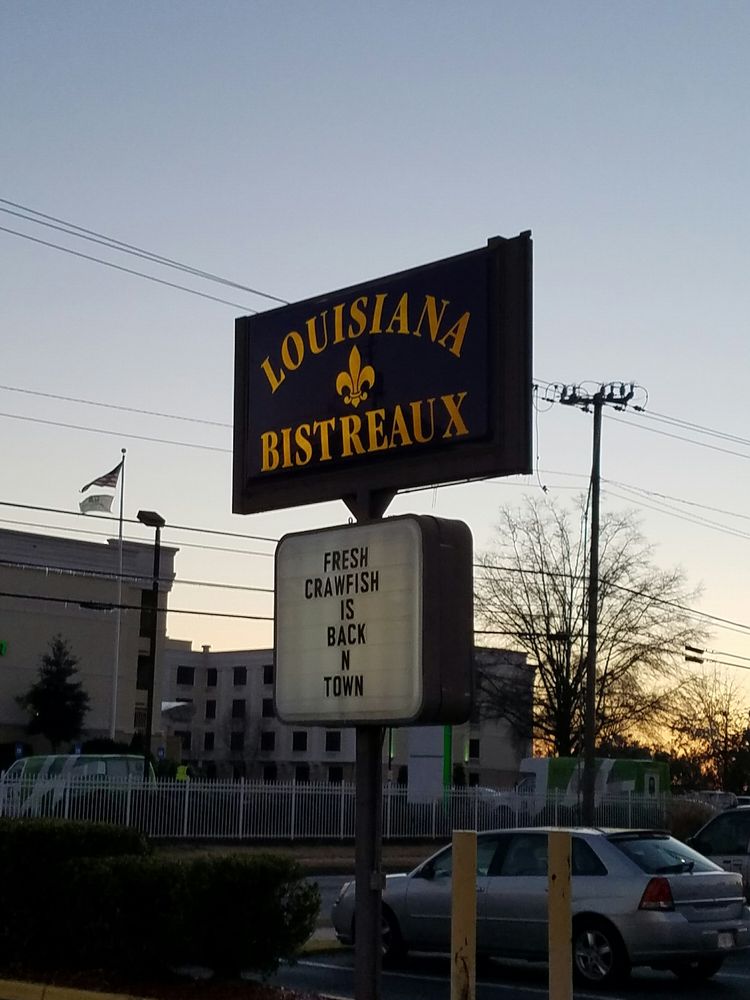 LOUISIANA
BISTREAUX
FRESH
CRAWFISH
IS
BACK
N
TOWN